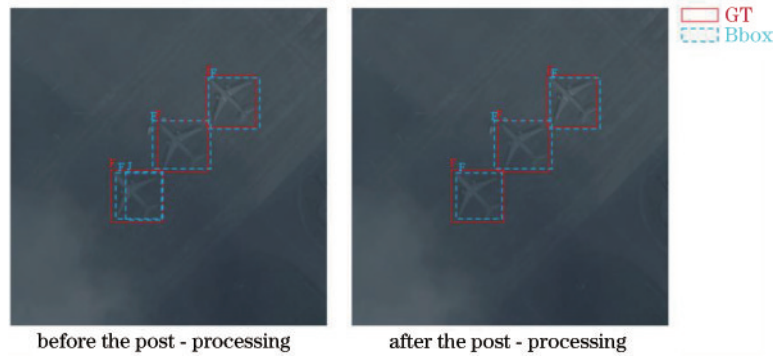 GT
Bbox
F
E
F J
F
E
F
before the post - processing
after the post - processing